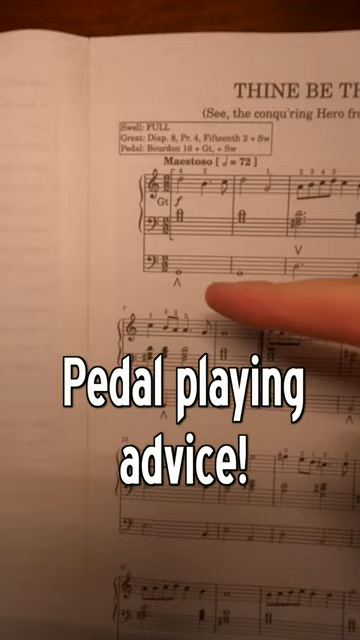 THINE BE TH
(See, the conqu'ring Hero fro
Swell: FULL
Great: Diap. 8, Pr. 4, Fifteenth 2 + Sw
Pedal: Bourdon 16 + Gt, + Sw
Maestoso [ ♩ = 72 ]
Gt f
Pedal playing
advice!